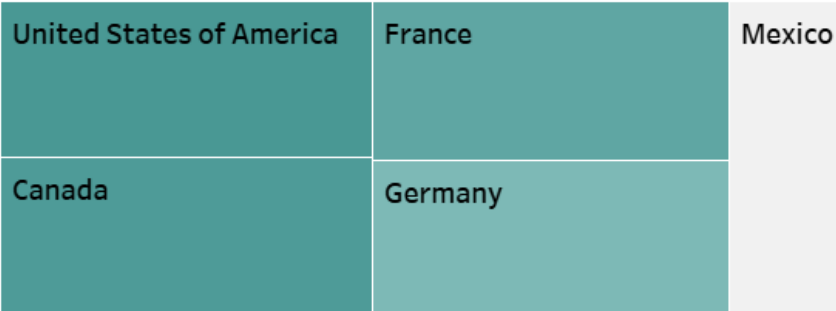 United States of America
France
Mexico
Canada
Germany